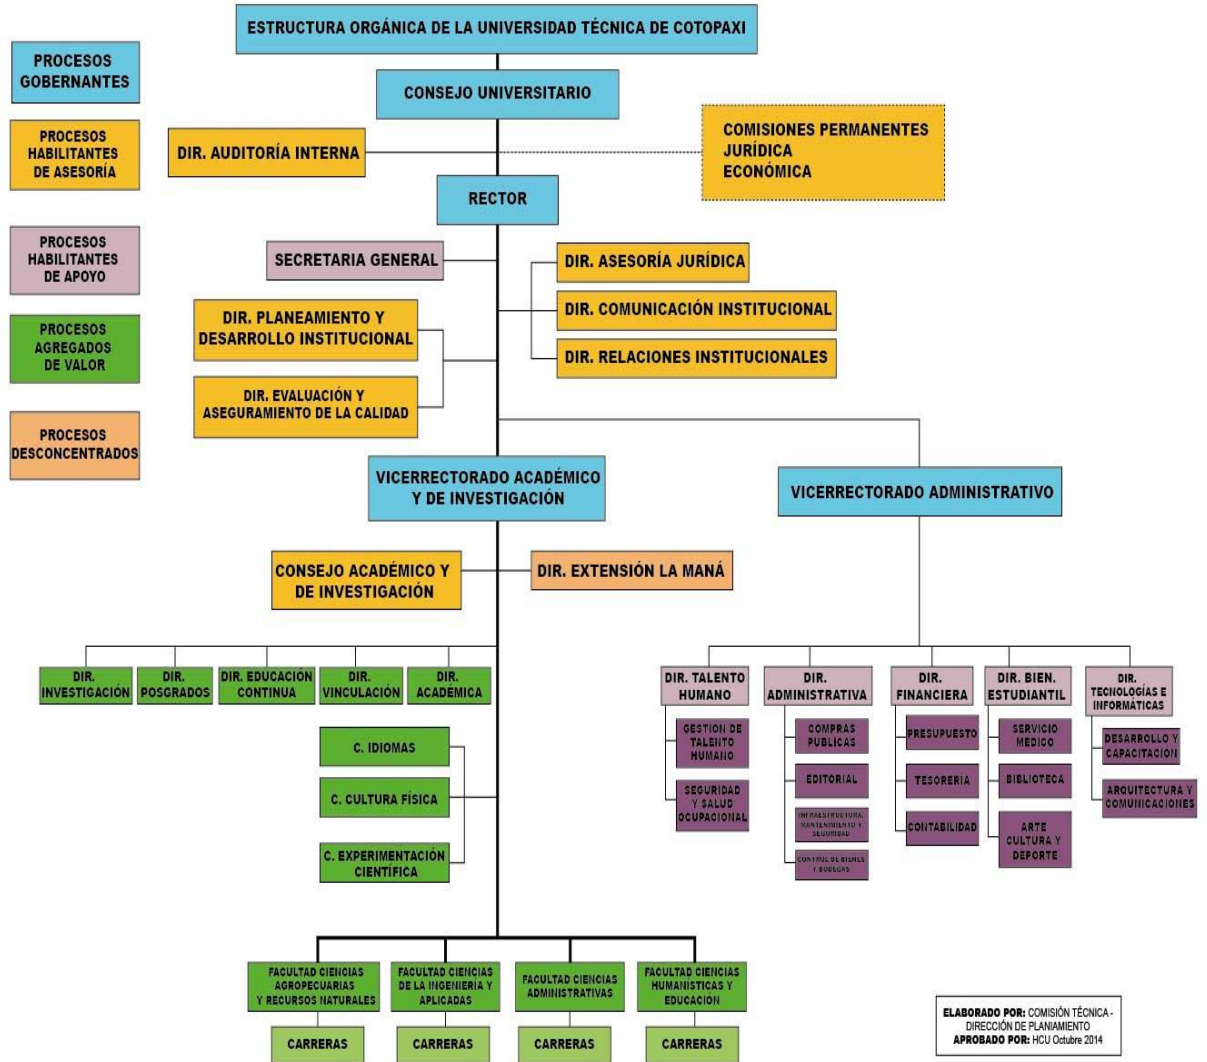 ESTRUCTURA ORGÁNICA DE LA UNIVERSIDAD TÉCNICA DE COTOPAXI
PROCESOS
GOBERNANTES
CONSEJO UNIVERSITARIO
PROCESOS
HABILITANTES
DE ASESORÍA
DIR. AUDITORÍA INTERNA
COMISIONES PERMANENTES
JURÍDICA
ECONÓMICA
RECTOR
PROCESOS
HABILITANTES
DE APOYO
SECRETARIA GENERAL
DIR. ASESORÍA JURÍDICA
DIR. COMUNICACIÓN INSTITUCIONAL
DIR. RELACIONES INSTITUCIONALES
PROCESOS
AGREGADOS
DE VALOR
DIR. PLANEAMIENTO Y
DESARROLLO INSTITUCIONAL
DIR. EVALUACIÓN Y
ASEGURAMIENTO DE LA CALIDAD
PROCESOS
DESCONCENTRADOS
VICERRECTORADO ACADÉMICO
Y DE INVESTIGACIÓN
VICERRECTORADO ADMINISTRATIVO
CONSEJO ACADÉMICO Y
DE INVESTIGACIÓN
DIR. EXTENSIÓN LA MANÁ
DIR.
INVESTIGACIÓN
DIR.
POSGRADOS
DIR. EDUCACIÓN
CONTINUA
DIR.
VINCULACIÓN
DIR.
ACADÉMICA
DIR. TALENTO
HUMANO
DIR.
ADMINISTRATIVA
DIR.
FINANCIERA
DIR. BIEN.
ESTUDIANTIL
DIR.
TECNOLOGÍAS E
INFORMÁTICAS
GESTION DE
TALENTO
HUMANO
SEGURIDAD
Y SALUD
OCUPACIONAL
COMPRAS
PUBLICAS
EDITORIAL
INFRAESTRUCTURA,
MANTENIMIENTO Y
SEGURIDAD
CONTROL DE BIENES
Y BODEGAS
PRESUPUESTO
TESORERIA
CONTABILIDAD
SERVICIO
MEDICO
BIBLIOTECA
ARTE
CULTURA Y
DEPORTE
DESARROLLO Y
CAPACITACION
ARQUITECTURA Y
COMUNICACIONES
C. IDIOMAS
C. CULTURA FÍSICA
C. EXPERIMENTACIÓN
CIENTÍFICA
FACULTAD CIENCIAS
AGROPECUARIAS
Y RECURSOS NATURALES
FACULTAD CIENCIAS
DE LA INGENIERÍA Y
APLICADAS
FACULTAD CIENCIAS
ADMINISTRATIVAS
FACULTAD CIENCIAS
HUMANÍSTICAS Y
EDUCACIÓN
CARRERAS
CARRERAS
CARRERAS
CARRERAS
ELABORADO POR: COMISIÓN TÉCNICA -
DIRECCIÓN DE PLANIAMIENTO
APROBADO POR: HCU Octubre 2014